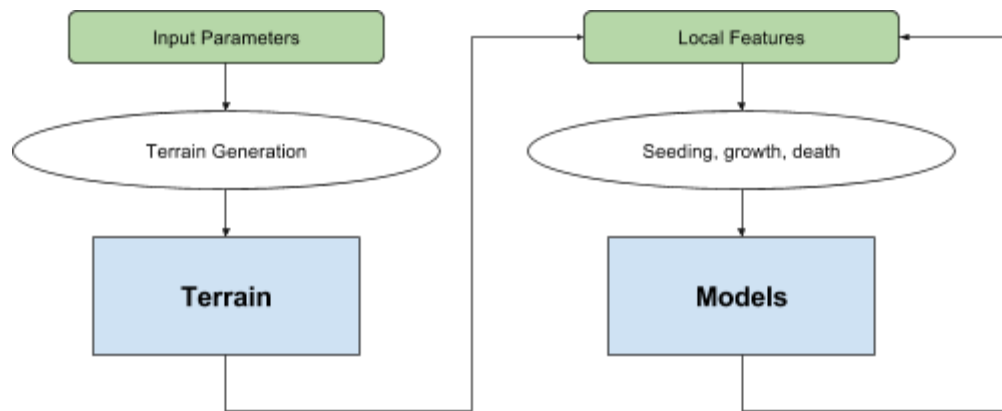 Input Parameters
Terrain Generation
Terrain
Local Features
Seeding, growth, death
Models